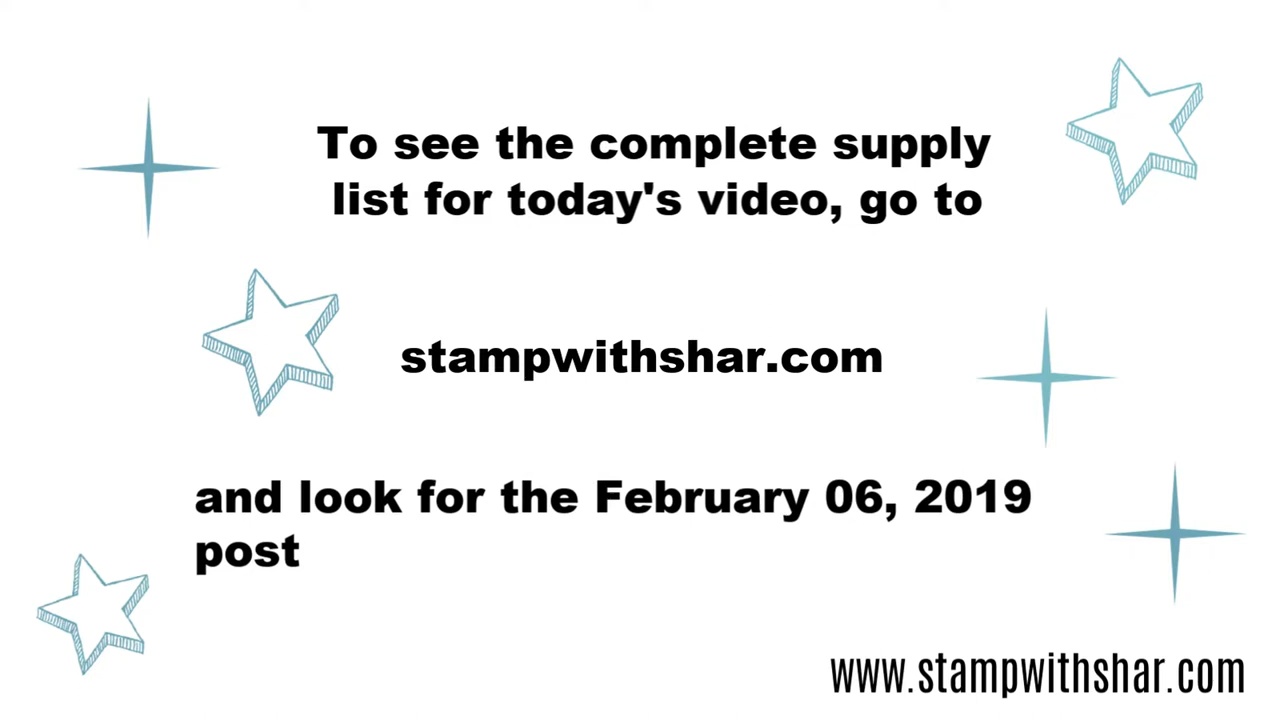 To see the complete supply
list for today's video, go to
stampwithshar.com
and look for the February 06, 2019
post
www.stampwithshar.com